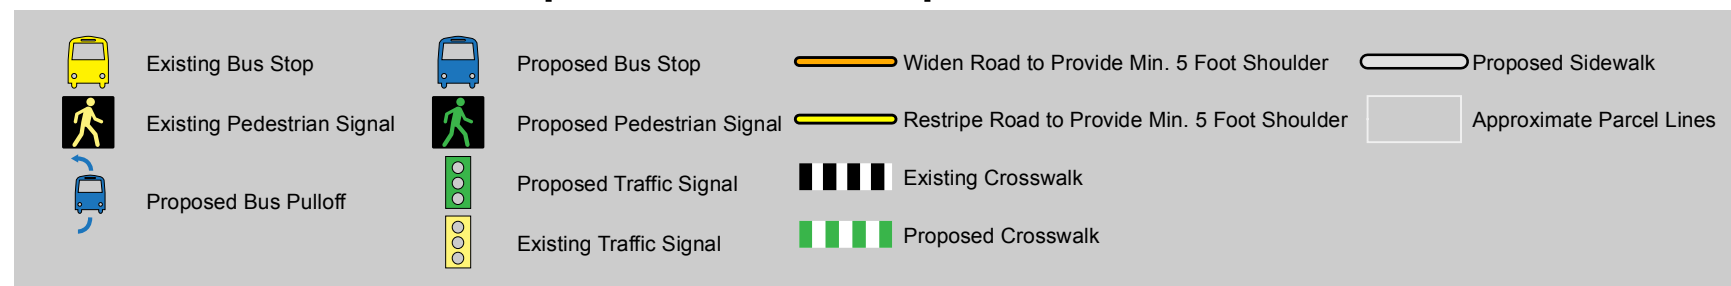 Existing Bus Stop
Existing Pedestrian Signal
Proposed Bus Pulloff
Proposed Bus Stop
Proposed Pedestrian Signal
Proposed Traffic Signal
Existing Traffic Signal
Widen Road to Provide Min. 5 Foot Shoulder
Restripe Road to Provide Min. 5 Foot Shoulder
Existing Crosswalk
Proposed Crosswalk
Proposed Sidewalk
Approximate Parcel Lines